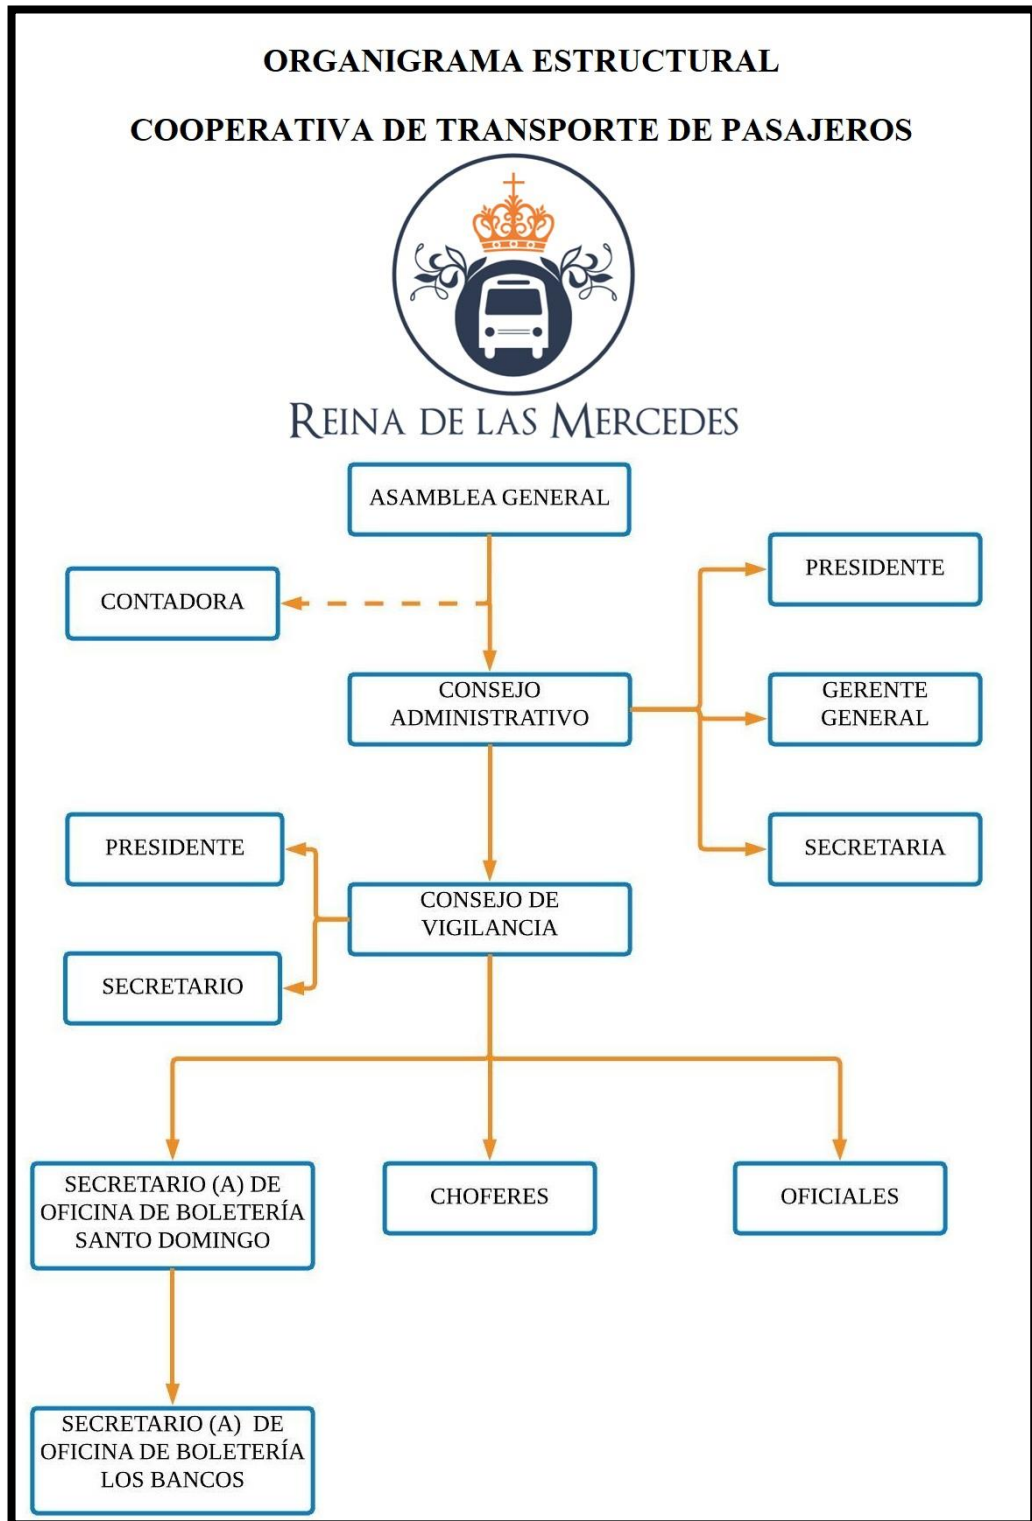 ORGANIGRAMA ESTRUCTURAL
COOPERATIVA DE TRANSPORTE DE PASAJEROS
REINA DE LAS MERCEDES
ASAMBLEA GENERAL
PRESIDENTE
CONTADORA
CONSEJO
ADMINISTRATIVO
GERENTE
GENERAL
PRESIDENTE
SECRETARIA
CONSEJO DE
VIGILANCIA
SECRETARIO
SECRETARIO (A) DE
OFICINA DE BOLETERÍA
SANTO DOMINGO
CHOFERES
OFICIALES
SECRETARIO (A) DE
OFICINA DE BOLETERÍA
LOS BANCOS